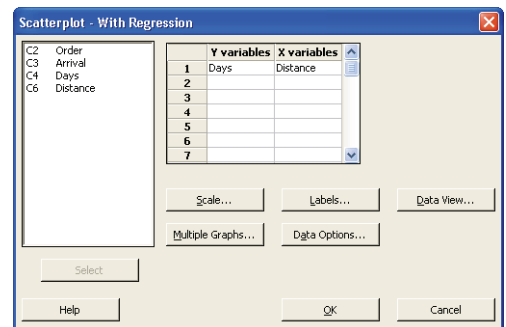 Scatterplot - With Regression
C2 Order
C3 Arrival
C4 Days
C6 Distance
Y variables X variables
1 Days Distance
2
3
4
5
6
7
Scale... Labels... Data View...
Multiple Graphs... Data Options...
Select
Help OK Cancel